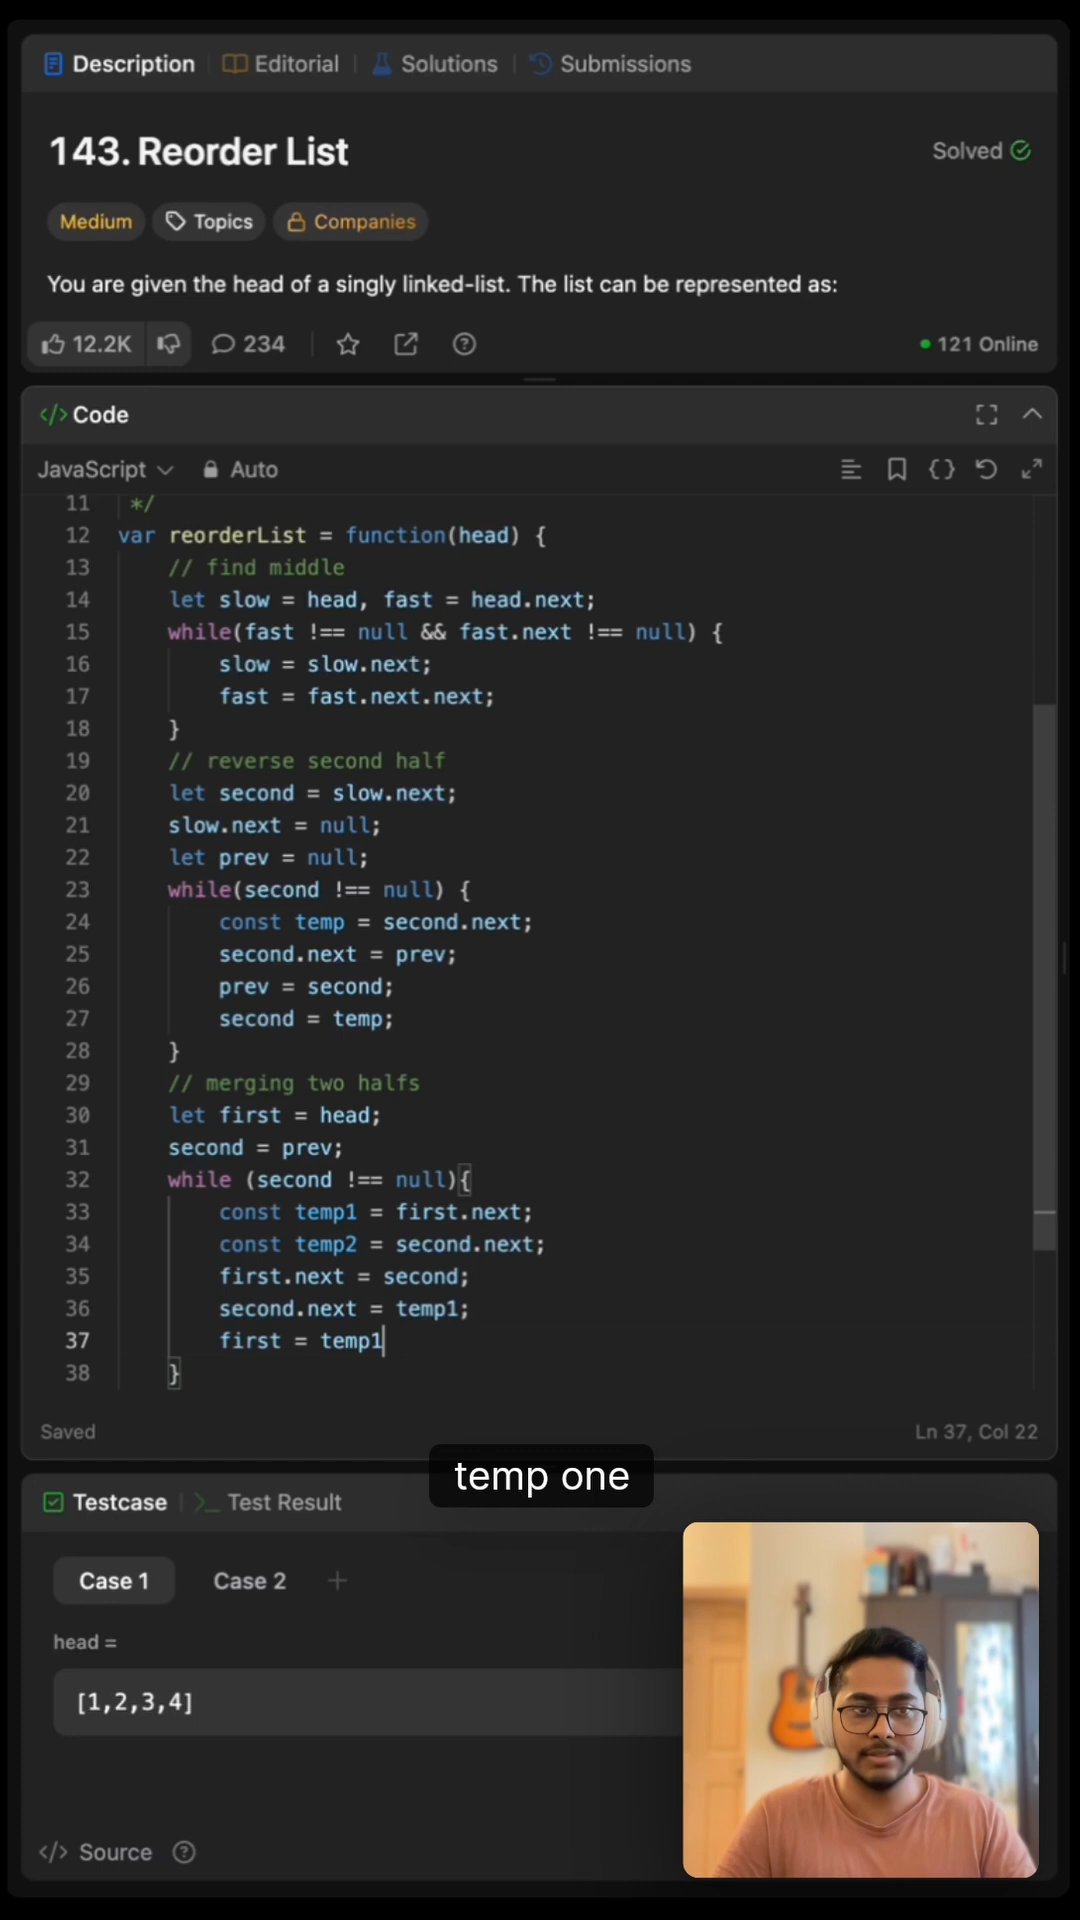 Description Editorial Solutions Submissions
143. Reorder List
Solved
Medium Topics Companies
You are given the head of a singly linked-list. The list can be represented as:
12.2K 234 121 Online
</> Code
JavaScript Auto
11 */
12 var reorderList = function(head) {
13 // find middle
14 let slow = head, fast = head.next;
15 while(fast !== null && fast.next !== null) {
16 slow = slow.next;
17 fast = fast.next.next;
18 }
19 // reverse second half
20 let second = slow.next;
21 slow.next = null;
22 let prev = null;
23 while(second !== null) {
24 const temp = second.next;
25 second.next = prev;
26 prev = second;
27 second = temp;
28 }
29 // merging two halfs
30 let first = head;
31 second = prev;
32 while (second !== null){
33 const temp1 = first.next;
34 const temp2 = second.next;
35 first.next = second;
36 second.next = temp1;
37 first = temp1
38 }
Saved Ln 37, Col 22
temp one
Testcase >_ Test Result
Case 1 Case 2 +
head =
[1,2,3,4]
</> Source